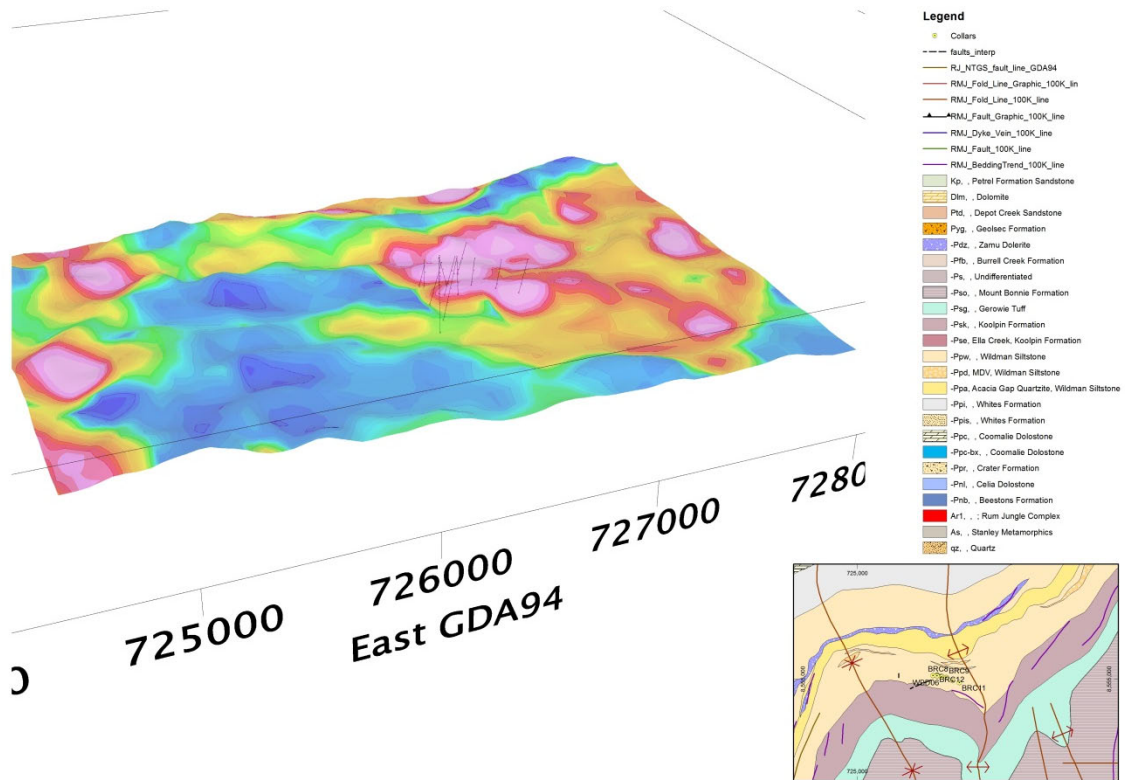 0
725000
726000
727000
7280
East GDA94
Legend
Collars
faults_interp
RJ_NTGS_fault_line_GDA94
RMJ_Fold_Line_Graphic_100K_lin
RMJ_Fold_Line_100K_line
RMJ_Fault_Graphic_100K_line
RMJ_Dyke_Vein_100K_line
RMJ_Fault_100K_line
RMJ_BeddingTrend_100K_line
Kp, , Petrel Formation Sandstone
Dlm, , Dolomite
Ptd, , Depot Creek Sandstone
Pyg, , Geolsec Formation
-Pdz, , Zamu Dolerite
-Pfb, , Burrell Creek Formation
-Ps, , Undifferentiated
-Pso, , Mount Bonnie Formation
-Psg, , Gerowie Tuff
-Psk, , Koolpin Formation
-Pse, Ella Creek, Koolpin Formation
-Ppw, , Wildman Siltstone
-Ppd, MDV, Wildman Siltstone
-Ppa, Acacia Gap Quartzite, Wildman Siltstone
-Ppi, , Whites Formation
-Ppis, , Whites Formation
-Ppc, , Coomalie Dolostone
-Ppc-bx, , Coomalie Dolostone
-Ppr, , Crater Formation
-Pnl, , Celia Dolostone
-Pnb, , Beestons Formation
Ar1, , ; Rum Jungle Complex
As, , Stanley Metamorphics
qz, , Quartz
725,000
BRC8
BRC9
BRC12
BRC11
725,000